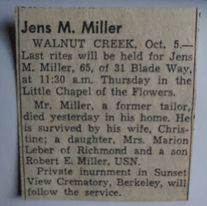 Jens M. Miller
WALNUT CREEK, Oct. 5.—
Last rites will be held for Jens
M. Miller, 65, of 31 Blade Way,
at 11:30 a.m. Thursday in the
Little Chapel of the Flowers.
Mr. Miller, a former tailor,
died yesterday in his home. He
is survived by his wife, Chris-
tine; a daughter, Mrs. Marion
Leber of Richmond and a son
Robert E. Miller, USN.
Private inurnment in Sunset
View Crematory, Berkeley, will
follow the service.